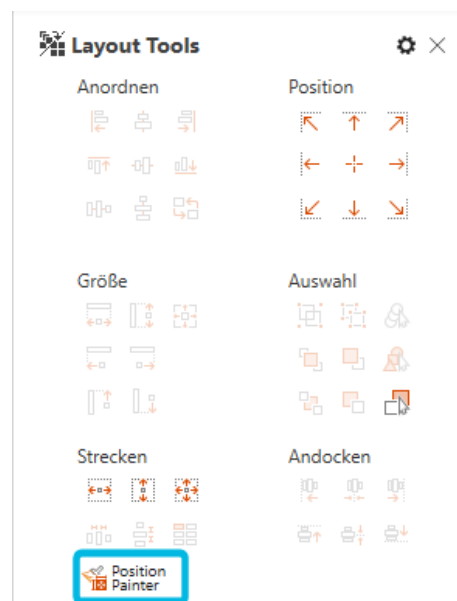 Layout Tools
Anordnen
Position
Größe
Auswahl
Strecken
Andocken
Position
Painter